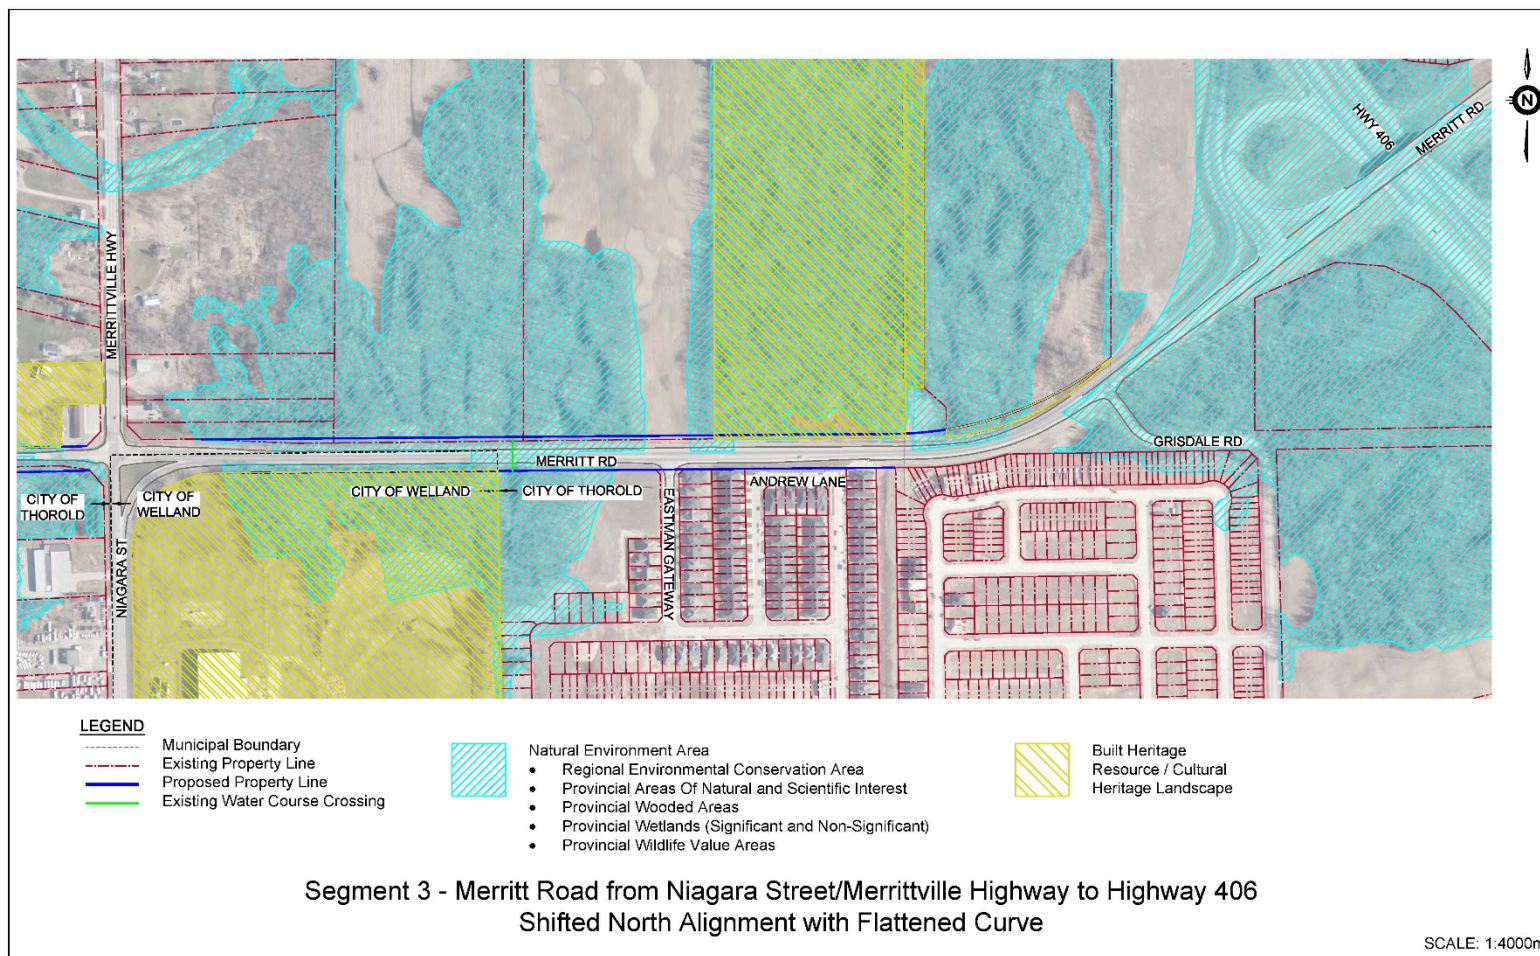 N
HWY 406
MERRITT RD
MERRITTVILLE HWY
MERRITT RD
GRISDALE RD
ANDREW LANE
CITY OF WELLAND
CITY OF THOROLD
CITY OF
THOROLD
CITY OF
WELLAND
EASTMAN GATEWAY
NIAGARA ST
LEGEND
Municipal Boundary
Existing Property Line
Proposed Property Line
Existing Water Course Crossing
Natural Environment Area
• Regional Environmental Conservation Area
• Provincial Areas Of Natural and Scientific Interest
• Provincial Wooded Areas
• Provincial Wetlands (Significant and Non-Significant)
• Provincial Wildlife Value Areas
Built Heritage
Resource / Cultural
Heritage Landscape
Segment 3 - Merritt Road from Niagara Street/Merrittville Highway to Highway 406
Shifted North Alignment with Flattened Curve
SCALE: 1:4000m